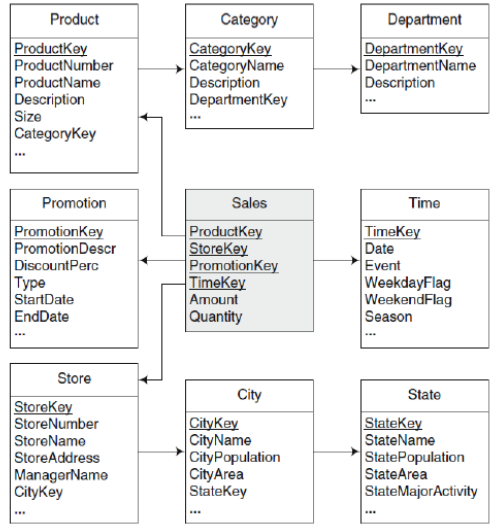 Product
ProductKey
ProductNumber
ProductName
Description
Size
CategoryKey
...
Category
CategoryKey
CategoryName
Description
DepartmentKey
...
Department
DepartmentKey
DepartmentName
Description
...
Promotion
PromotionKey
PromotionDescr
DiscountPerc
Type
StartDate
EndDate
...
Sales
ProductKey
StoreKey
PromotionKey
TimeKey
Amount
Quantity
Time
TimeKey
Date
Event
WeekdayFlag
WeekendFlag
Season
...
Store
StoreKey
StoreNumber
StoreName
StoreAddress
ManagerName
CityKey
...
City
CityKey
CityName
CityPopulation
CityArea
StateKey
...
State
StateKey
StateName
StatePopulation
StateArea
StateMajorActivity
...